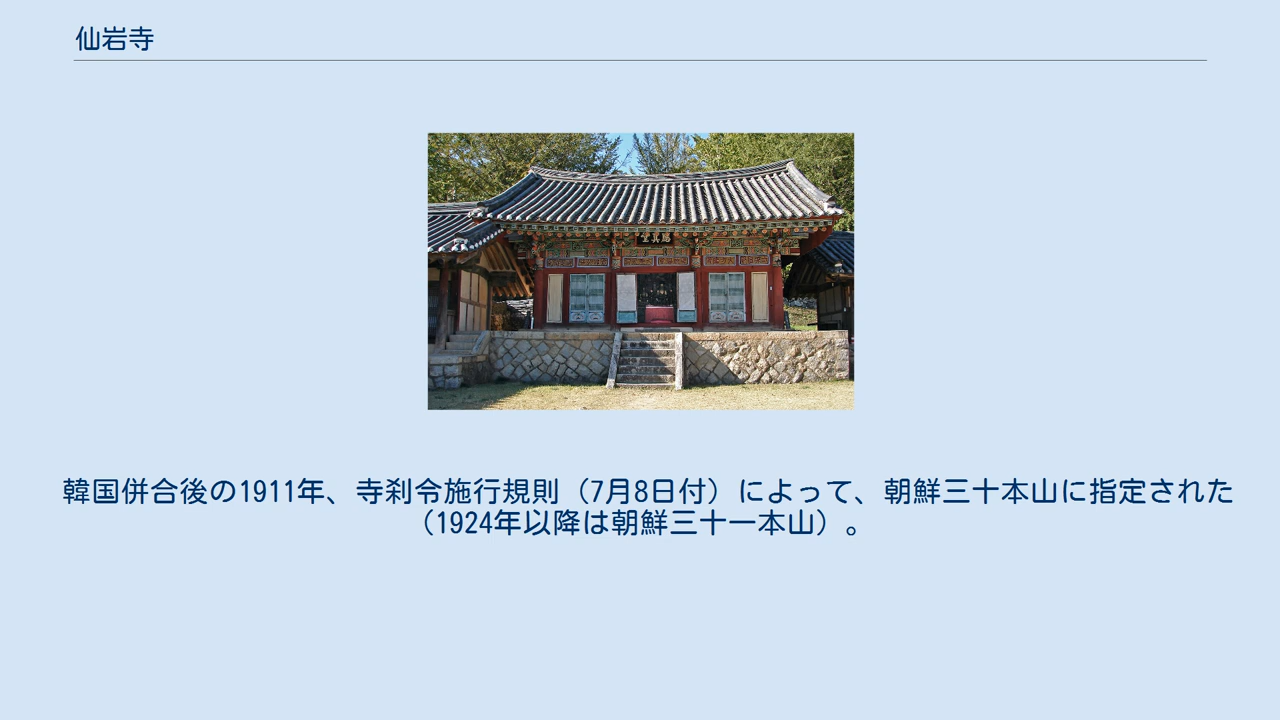 仙岩寺
韓国併合後の1911年、寺刹令施行規則（7月8日付）によって、朝鮮三十本山に指定された
（1924年以降は朝鮮三十一本山）。